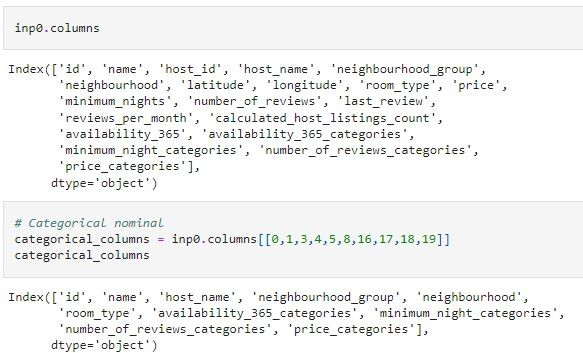 inp0.columns
Index(['id', 'name', 'host_id', 'host_name', 'neighbourhood_group',
'neighbourhood', 'latitude', 'longitude', 'room_type', 'price',
'minimum_nights', 'number_of_reviews', 'last_review',
'reviews_per_month', 'calculated_host_listings_count',
'availability_365', 'availability_365_categories',
'minimum_night_categories', 'number_of_reviews_categories',
'price_categories'],
dtype='object')
# Categorical nominal
categorical_columns = inp0.columns[[0,1,3,4,5,8,16,17,18,19]]
categorical_columns
Index(['id', 'name', 'host_name', 'neighbourhood_group', 'neighbourhood',
'room_type', 'availability_365_categories', 'minimum_night_categories',
'number_of_reviews_categories', 'price_categories'],
dtype='object')